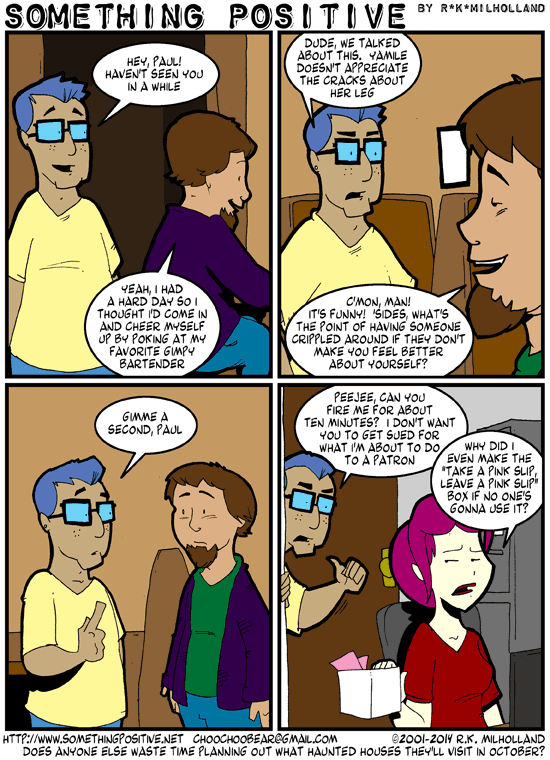 SOMETHING POSITIVE BY R*K*MILHOLLAND
HEY, PAUL!
HAVEN'T SEEN YOU
IN A WHILE
YEAH, I HAD
A HARD DAY SO I
THOUGHT I'D COME IN
AND CHEER MYSELF
UP BY POKING AT MY
FAVORITE GIMPY
BARTENDER
DUDE, WE TALKED
ABOUT THIS. YAMILE
DOESN'T APPRECIATE
THE CRACKS ABOUT
HER LEG
C'MON, MAN!
IT'S FUNNY! 'SIDES, WHAT'S
THE POINT OF HAVING SOMEONE
CRIPPLED AROUND IF THEY DON'T
MAKE YOU FEEL BETTER
ABOUT YOURSELF?
GIMME A
SECOND, PAUL
PEEJEE, CAN YOU
FIRE ME FOR ABOUT
TEN MINUTES? I DON'T WANT
YOU TO GET SUED FOR
WHAT I'M ABOUT TO DO
TO A PATRON
WHY DID I
EVEN MAKE THE
"TAKE A PINK SLIP,
LEAVE A PINK SLIP"
BOX IF NO ONE'S
GONNA USE IT?
HTTP://WWW.SOMETHINGPOSITIVE.NET CHOOCHOOBEAR@GMAIL.COM ©2001-2014 R.K. MILHOLLAND
DOES ANYONE ELSE WASTE TIME PLANNING OUT WHAT HAUNTED HOUSES THEY'LL VISIT IN OCTOBER?